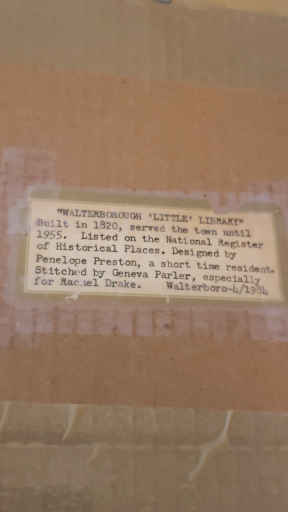 "WALTERBOROUGH 'LITTLE' LIBRARY"
Built in 1820, served the town until
1955. Listed on the National Register
of Historical Places. Designed by
Penelope Preston, a short time resident.
Stitched by Geneva Parler, especially
for Rachel Drake. Walterboro-4/1984